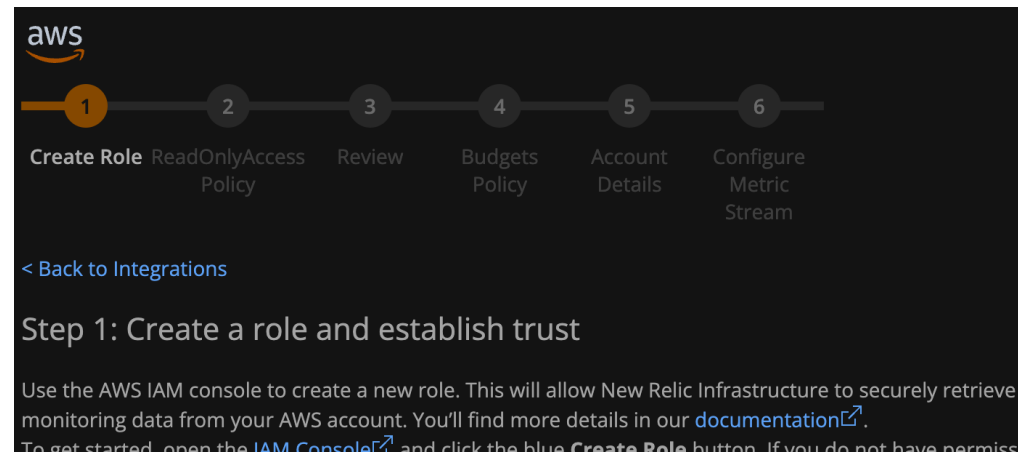 aws
1 2 3 4 5 6
Create Role ReadOnlyAccess Policy Review Budgets Policy Account Details Configure Metric Stream
< Back to Integrations
Step 1: Create a role and establish trust
Use the AWS IAM console to create a new role. This will allow New Relic Infrastructure to securely retrieve
monitoring data from your AWS account. You'll find more details in our documentation.
To get started, open the IAM Console and click the blue Create Role button. If you do not have permiss